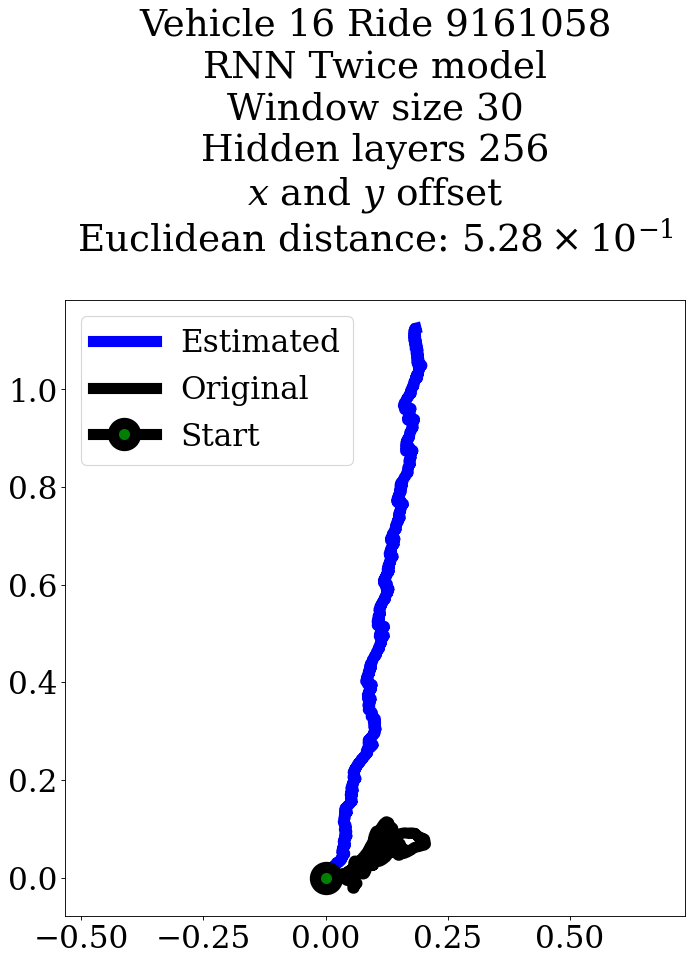 Vehicle 16 Ride 9161058
RNN Twice model
Window size 30
Hidden layers 256
x and y offset
Euclidean distance: 5.28 × 10⁻¹
Estimated
Original
Start
1.0
0.8
0.6
0.4
0.2
0.0
−0.50 −0.25 0.00 0.25 0.50